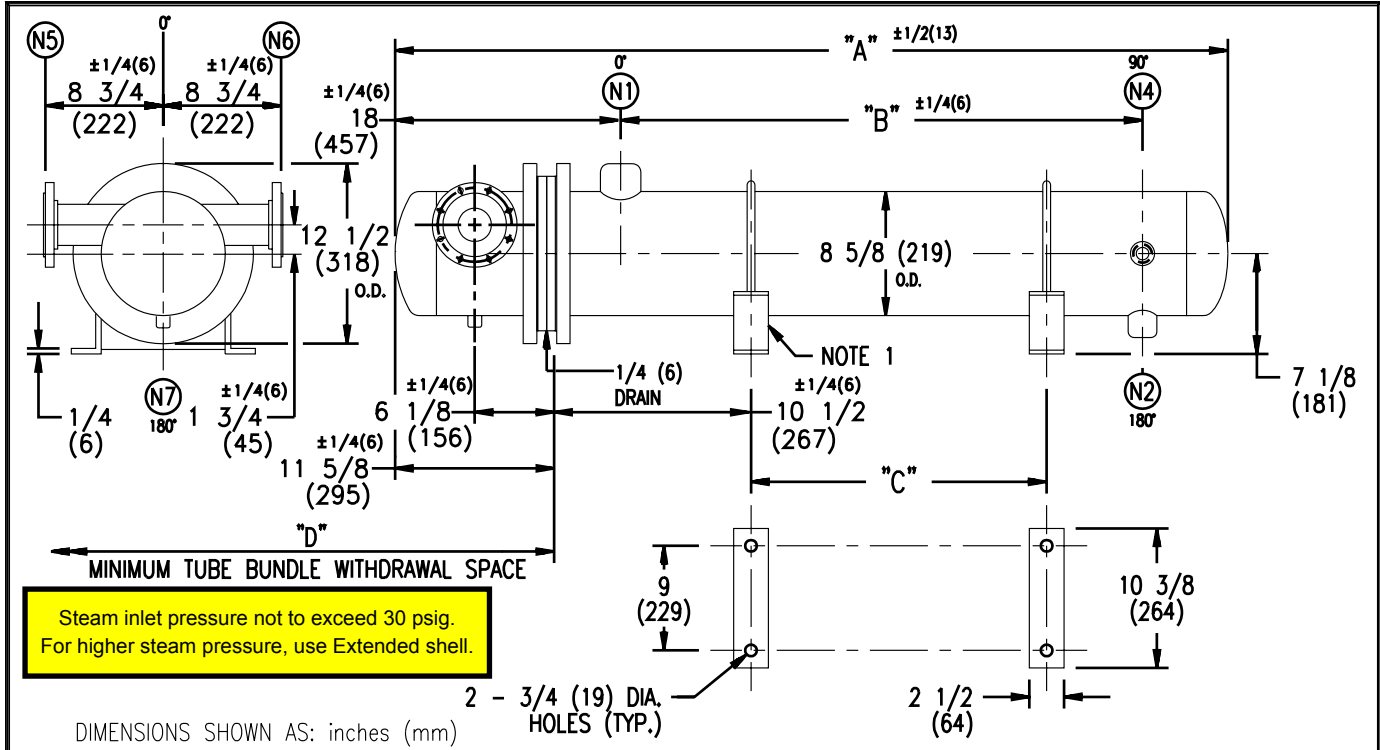 N5
0°
N6
±1/4(6)
8 3/4
(222)
±1/4(6)
8 3/4
(222)
±1/4(6)
18
(457)
"A" ±1/2(13)
0°
N1
"B" ±1/4(6)
90°
N4
12 1/2
(318)
O.D.
8 5/8 (219)
O.D.
NOTE 1
1/4 (6)
DRAIN
7 1/8
(181)
N2
180°
1/4
(6)
N7
180°
±1/4(6)
1 3/4
(45)
±1/4(6)
6 1/8
(156)
±1/4(6)
10 1/2
(267)
±1/4(6)
11 5/8
(295)
"C"
"D"
MINIMUM TUBE BUNDLE WITHDRAWAL SPACE
Steam inlet pressure not to exceed 30 psig.
For higher steam pressure, use Extended shell.
9
(229)
10 3/8
(264)
2 - 3/4 (19) DIA.
HOLES (TYP.)
2 1/2
(64)
DIMENSIONS SHOWN AS: inches (mm)